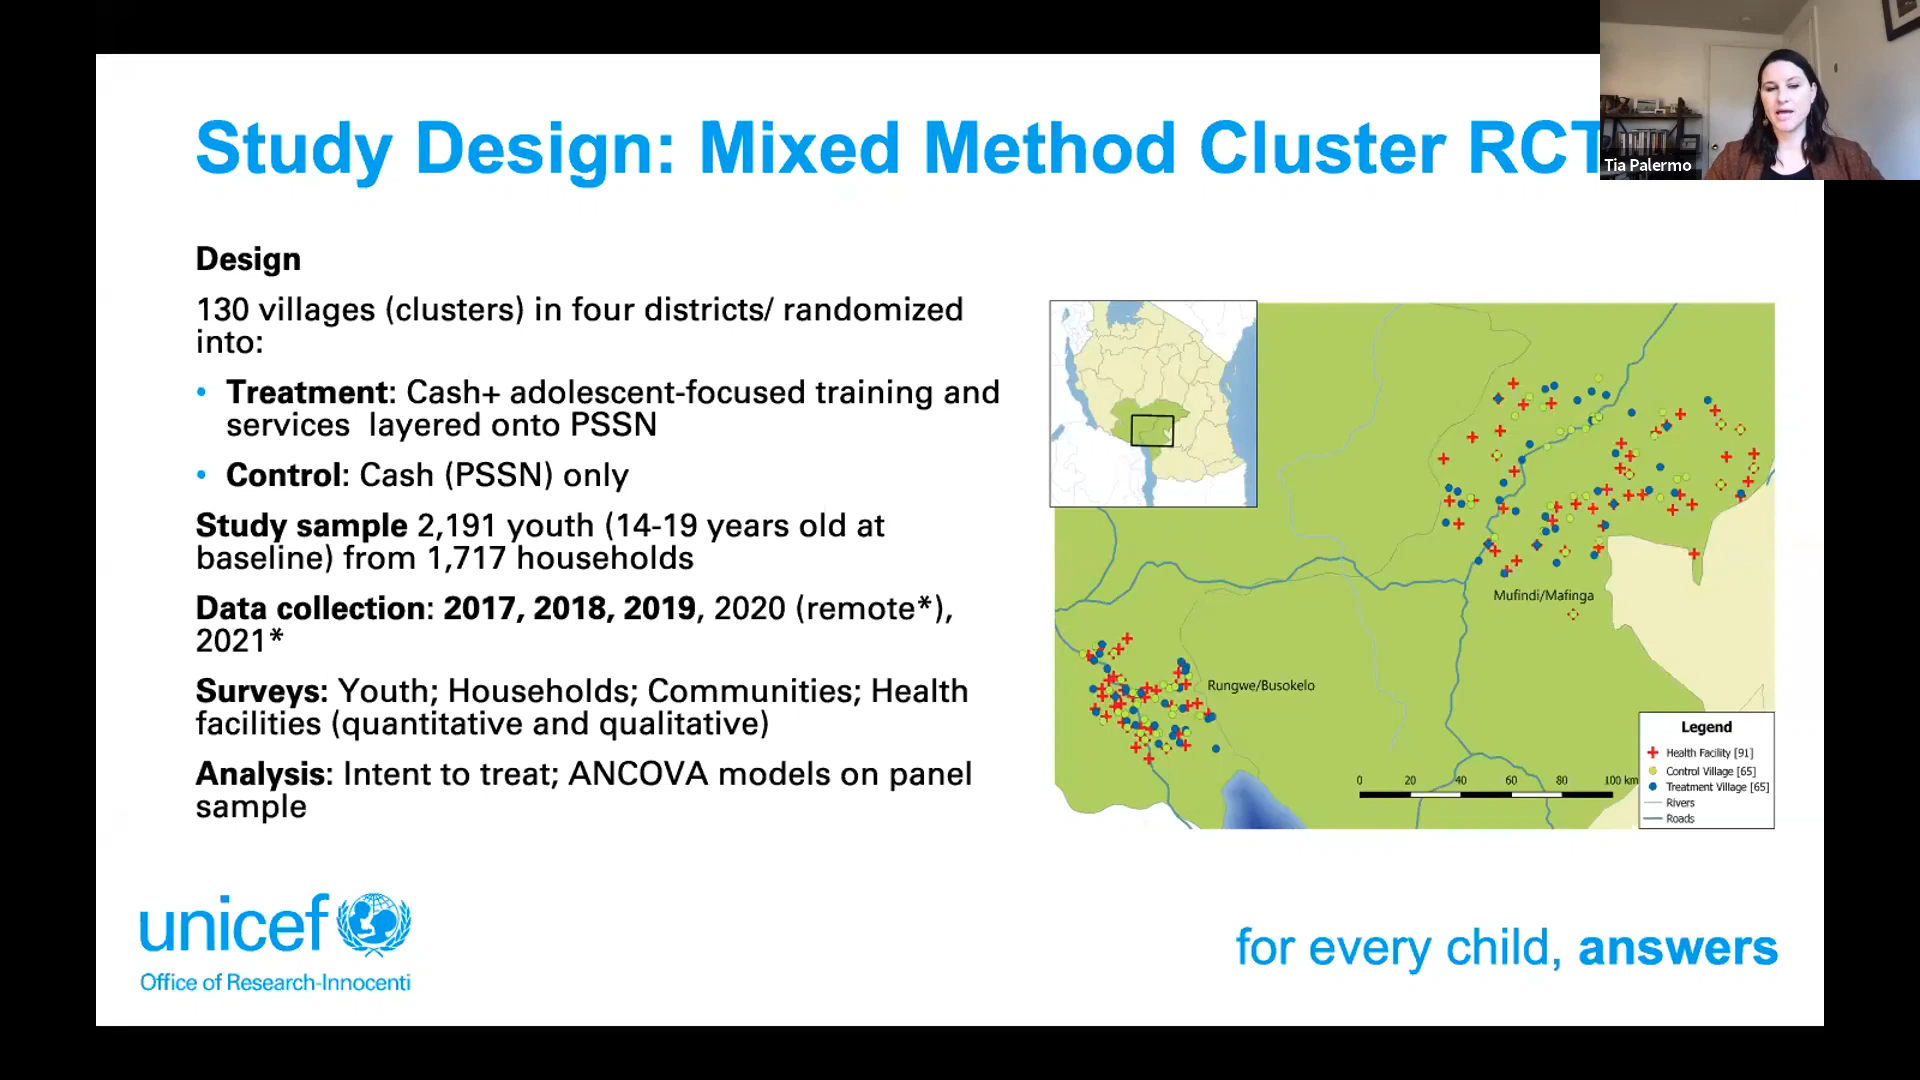 Study Design: Mixed Method Cluster RCT
Tia Palermo
Design
130 villages (clusters) in four districts/ randomized
into:
• Treatment: Cash+ adolescent-focused training and
services layered onto PSSN
• Control: Cash (PSSN) only
Study sample 2,191 youth (14-19 years old at
baseline) from 1,717 households
Data collection: 2017, 2018, 2019, 2020 (remote*),
2021*
Surveys: Youth; Households; Communities; Health
facilities (quantitative and qualitative)
Analysis: Intent to treat; ANCOVA models on panel
sample
Mufindi/Mafinga
Rungwe/Busokelo
0 20 40 60 80 100 km
Legend
Health Facility [91]
Control Village [65]
Treatment Village [65]
Rivers
Roads
unicef
Office of Research-Innocenti
for every child, answers